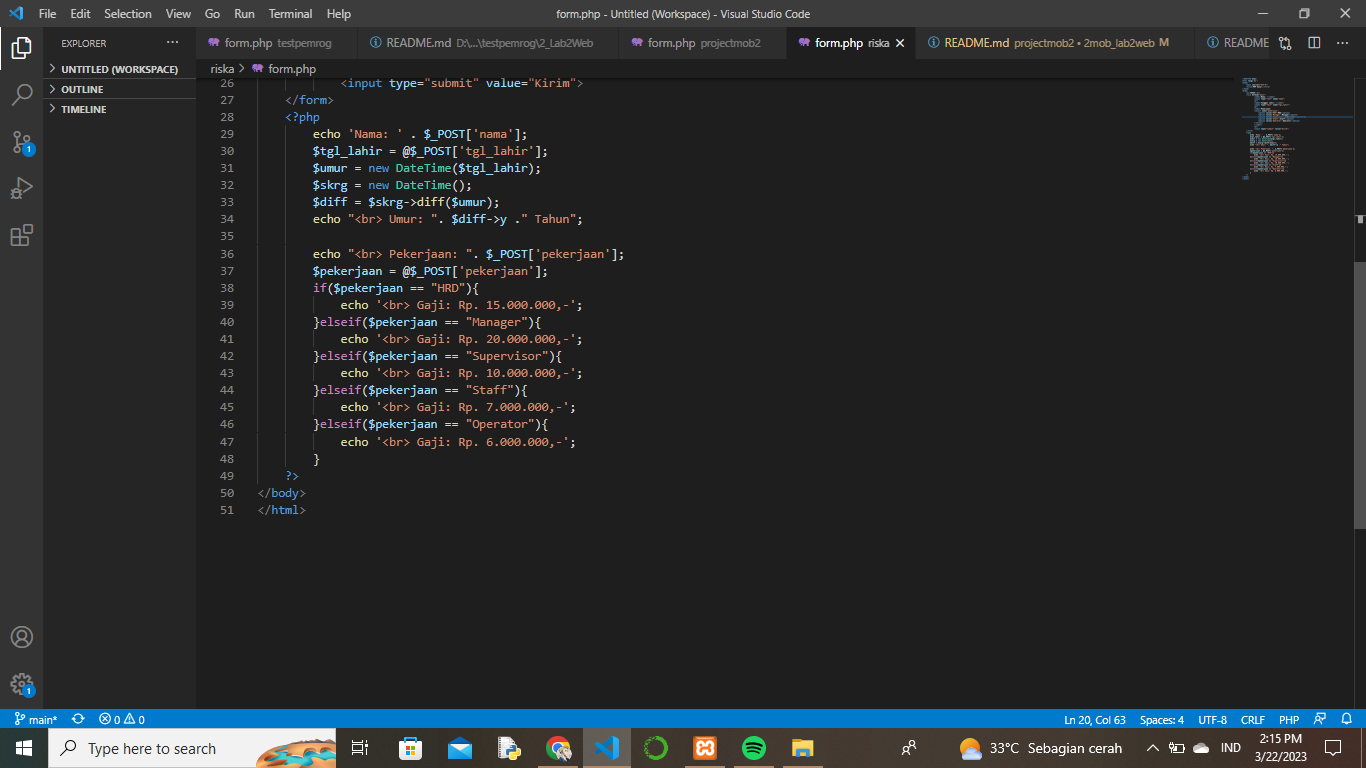 File Edit Selection View Go Run Terminal Help form.php - Untitled (Workspace) - Visual Studio Code
EXPLORER ··· form.php testpemrog README.md D:\...\testpemrog\2_Lab2Web form.php projectmob2 form.php riska README.md projectmob2 • 2mob_lab2web M README
UNTITLED (WORKSPACE)
OUTLINE
TIMELINE
riska > form.php
26 <input type="submit" value="Kirim">
27 </form>
28 <?php
29 echo 'Nama: ' . $_POST['nama'];
30 $tgl_lahir = @$_POST['tgl_lahir'];
31 $umur = new DateTime($tgl_lahir);
32 $skrg = new DateTime();
33 $diff = $skrg->diff($umur);
34 echo "<br> Umur: ". $diff->y ." Tahun";
35
36 echo "<br> Pekerjaan: ". $_POST['pekerjaan'];
37 $pekerjaan = @$_POST['pekerjaan'];
38 if($pekerjaan == "HRD"){
39 echo '<br> Gaji: Rp. 15.000.000,-';
40 }elseif($pekerjaan == "Manager"){
41 echo '<br> Gaji: Rp. 20.000.000,-';
42 }elseif($pekerjaan == "Supervisor"){
43 echo '<br> Gaji: Rp. 10.000.000,-';
44 }elseif($pekerjaan == "Staff"){
45 echo '<br> Gaji: Rp. 7.000.000,-';
46 }elseif($pekerjaan == "Operator"){
47 echo '<br> Gaji: Rp. 6.000.000,-';
48 }
49 ?>
50 </body>
51 </html>
1
1
main* 0 0 Ln 20, Col 63 Spaces: 4 UTF-8 CRLF PHP
Type here to search 33°C Sebagian cerah IND 2:15 PM
3/22/2023